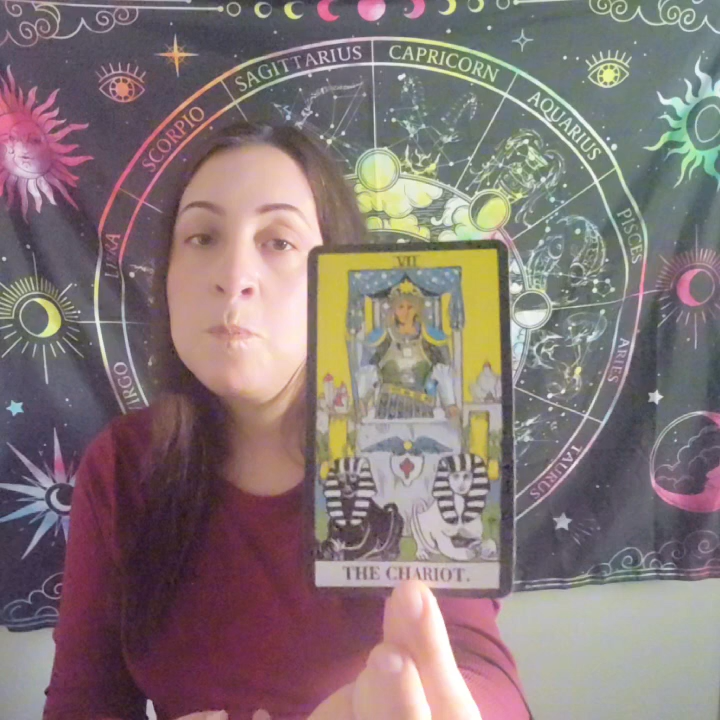 SAGITTARIUS
CAPRICORN
SCORPIO
AQUARIUS
LIBRA
PISCES
VIRGO
ARIES
TAURUS
VII
THE CHARIOT.